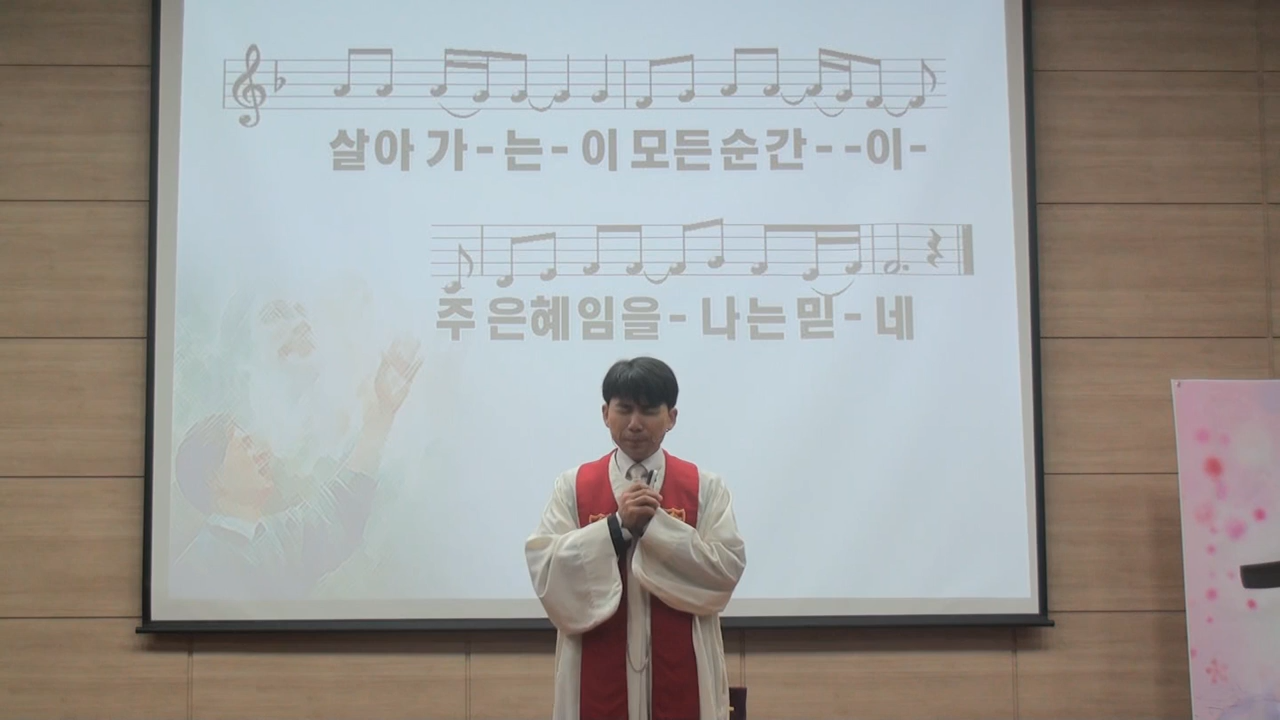 살아 가 - 는 - 이 모든 순간 - - 이 -
주 은혜 임을 - 나는 믿 - 네